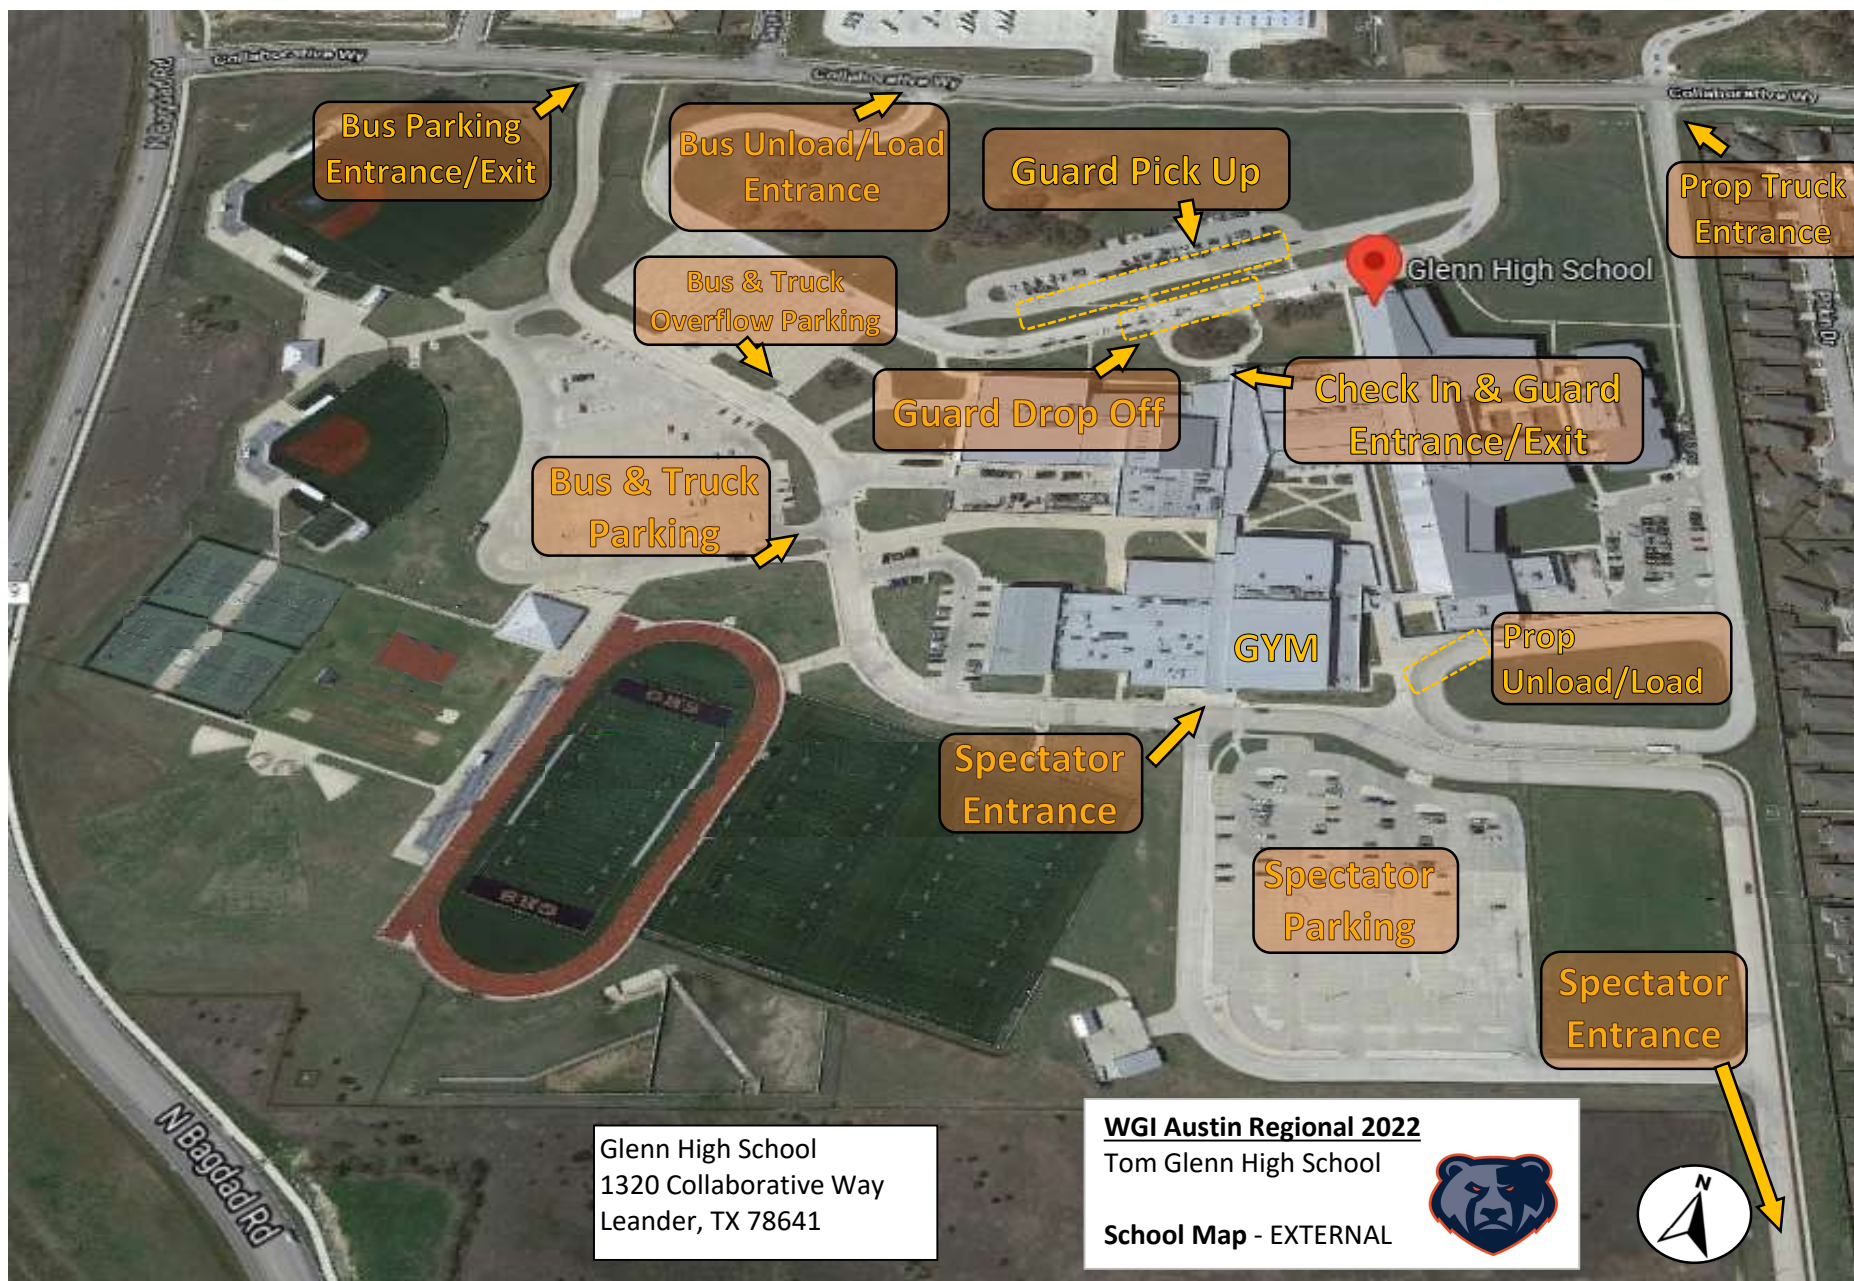 Collaborative Wy
Collaborative Wy
Collaborative Wy
N Bagdad Rd
Bus Parking
Entrance/Exit
Bus Unload/Load
Entrance
Guard Pick Up
Prop Truck
Entrance
Bus & Truck
Overflow Parking
Glenn High School
Guard Drop Off
Check In & Guard
Entrance/Exit
Bus & Truck
Parking
GYM
Prop
Unload/Load
Spectator
Entrance
Spectator
Parking
Spectator
Entrance
N Bagdad Rd
Glenn High School
1320 Collaborative Way
Leander, TX 78641
WGI Austin Regional 2022
Tom Glenn High School
School Map - EXTERNAL
N